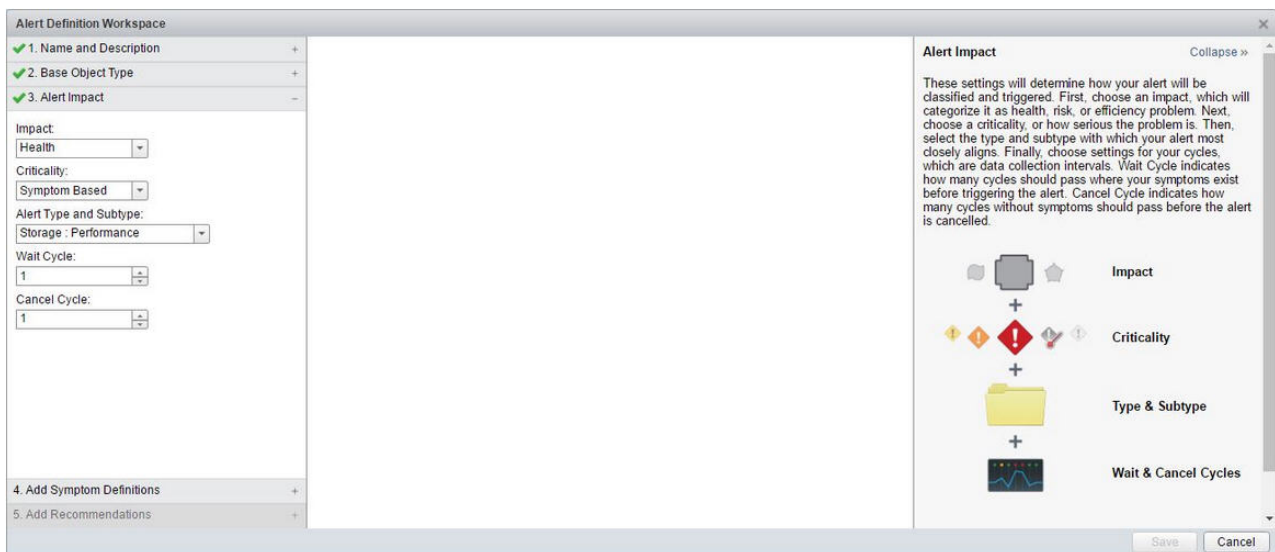 Alert Definition Workspace
1. Name and Description
2. Base Object Type
3. Alert Impact
Impact:
Health
Criticality:
Symptom Based
Alert Type and Subtype:
Storage : Performance
Wait Cycle:
1
Cancel Cycle:
1
4. Add Symptom Definitions
5. Add Recommendations
Alert Impact
Collapse »
These settings will determine how your alert will be
classified and triggered. First, choose an impact, which will
categorize it as health, risk, or efficiency problem. Next,
choose a criticality, or how serious the problem is. Then,
select the type and subtype with which your alert most
closely aligns. Finally, choose settings for your cycles,
which are data collection intervals. Wait Cycle indicates
how many cycles should pass where your symptoms exist
before triggering the alert. Cancel Cycle indicates how
many cycles without symptoms should pass before the alert
is cancelled.
Impact
Criticality
Type & Subtype
Wait & Cancel Cycles
Save
Cancel